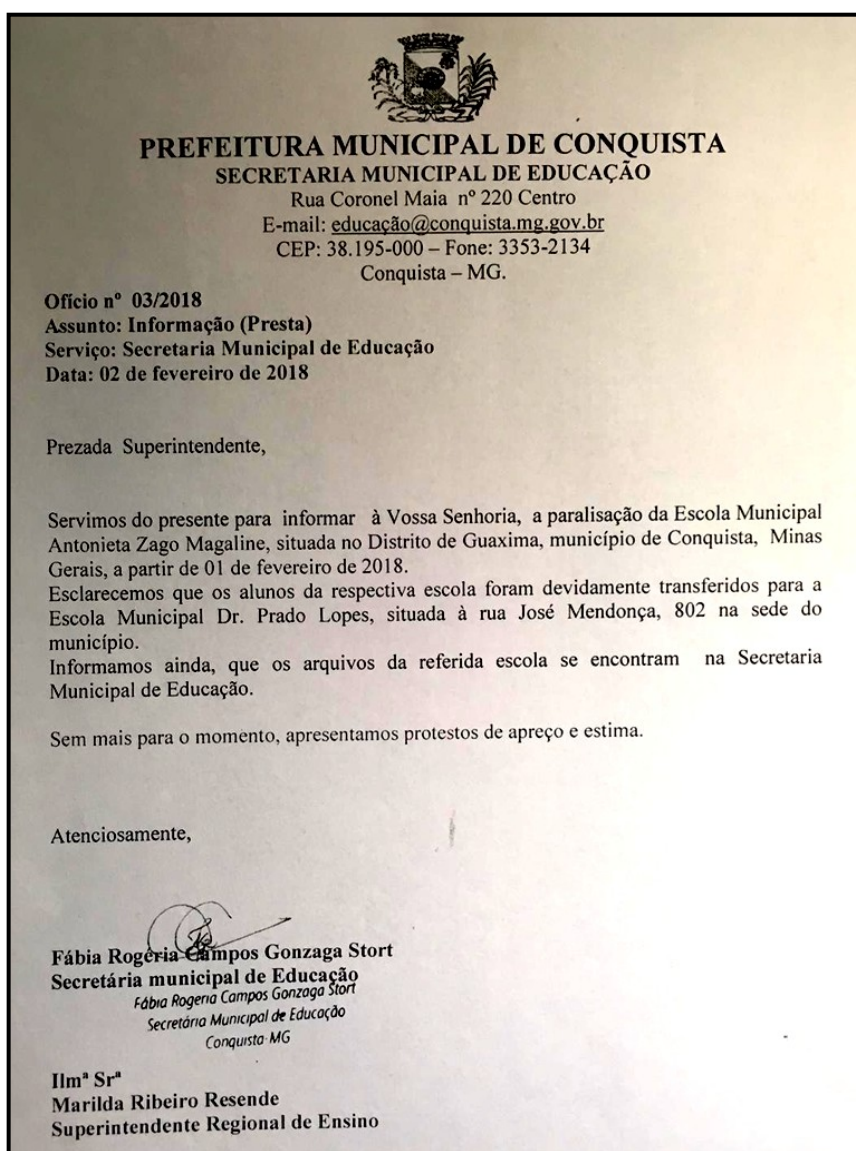 PREFEITURA MUNICIPAL DE CONQUISTA
SECRETARIA MUNICIPAL DE EDUCAÇÃO
Rua Coronel Maia nº 220 Centro
E-mail: educação@conquista.mg.gov.br
CEP: 38.195-000 – Fone: 3353-2134
Conquista – MG.
Ofício nº 03/2018
Assunto: Informação (Presta)
Serviço: Secretaria Municipal de Educação
Data: 02 de fevereiro de 2018
Prezada Superintendente,
Servimos do presente para informar à Vossa Senhoria, a paralisação da Escola Municipal
Antonieta Zago Magaline, situada no Distrito de Guaxima, município de Conquista, Minas
Gerais, a partir de 01 de fevereiro de 2018.
Esclarecemos que os alunos da respectiva escola foram devidamente transferidos para a
Escola Municipal Dr. Prado Lopes, situada à rua José Mendonça, 802 na sede do
município.
Informamos ainda, que os arquivos da referida escola se encontram na Secretaria
Municipal de Educação.
Sem mais para o momento, apresentamos protestos de apreço e estima.
Atenciosamente,
Fábia Rogéria Campos Gonzaga Stort
Secretária municipal de Educação
Fábia Rogeria Campos Gonzaga Stort
Secretária Municipal de Educação
Conquista-MG
Ilmª Srª
Marilda Ribeiro Resende
Superintendente Regional de Ensino